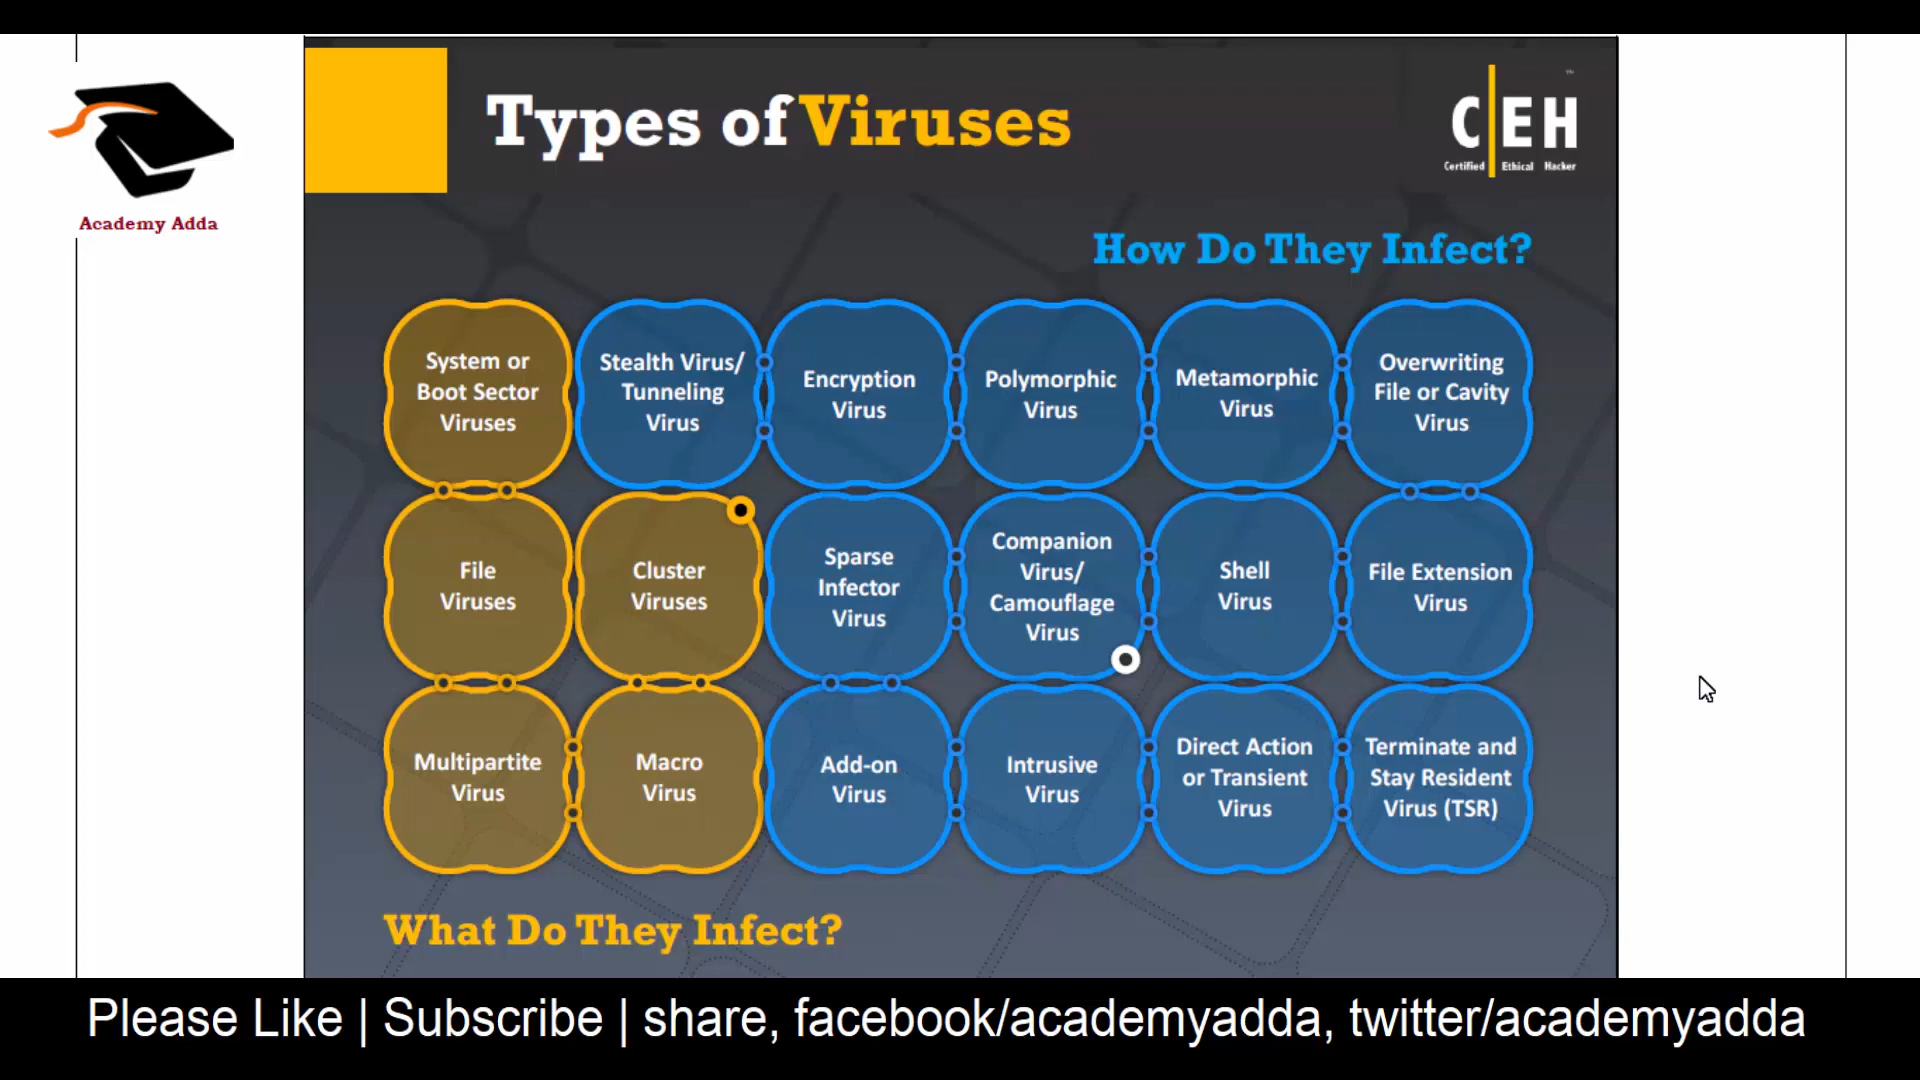 Academy Adda
Types of Viruses
CEH
Certified Ethical Hacker
TM
How Do They Infect?
System or
Boot Sector
Viruses
Stealth Virus/
Tunneling
Virus
Encryption
Virus
Polymorphic
Virus
Metamorphic
Virus
Overwriting
File or Cavity
Virus
File
Viruses
Cluster
Viruses
Sparse
Infector
Virus
Companion
Virus/
Camouflage
Virus
Shell
Virus
File Extension
Virus
Multipartite
Virus
Macro
Virus
Add-on
Virus
Intrusive
Virus
Direct Action
or Transient
Virus
Terminate and
Stay Resident
Virus (TSR)
What Do They Infect?
Please Like | Subscribe | share, facebook/academyadda, twitter/academyadda